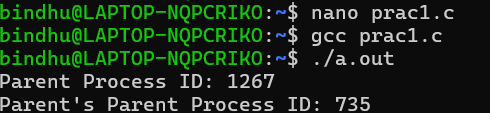 bindhu@LAPTOP-NQPCRIKO:~$ nano prac1.c
bindhu@LAPTOP-NQPCRIKO:~$ gcc prac1.c
bindhu@LAPTOP-NQPCRIKO:~$ ./a.out
Parent Process ID: 1267
Parent's Parent Process ID: 735